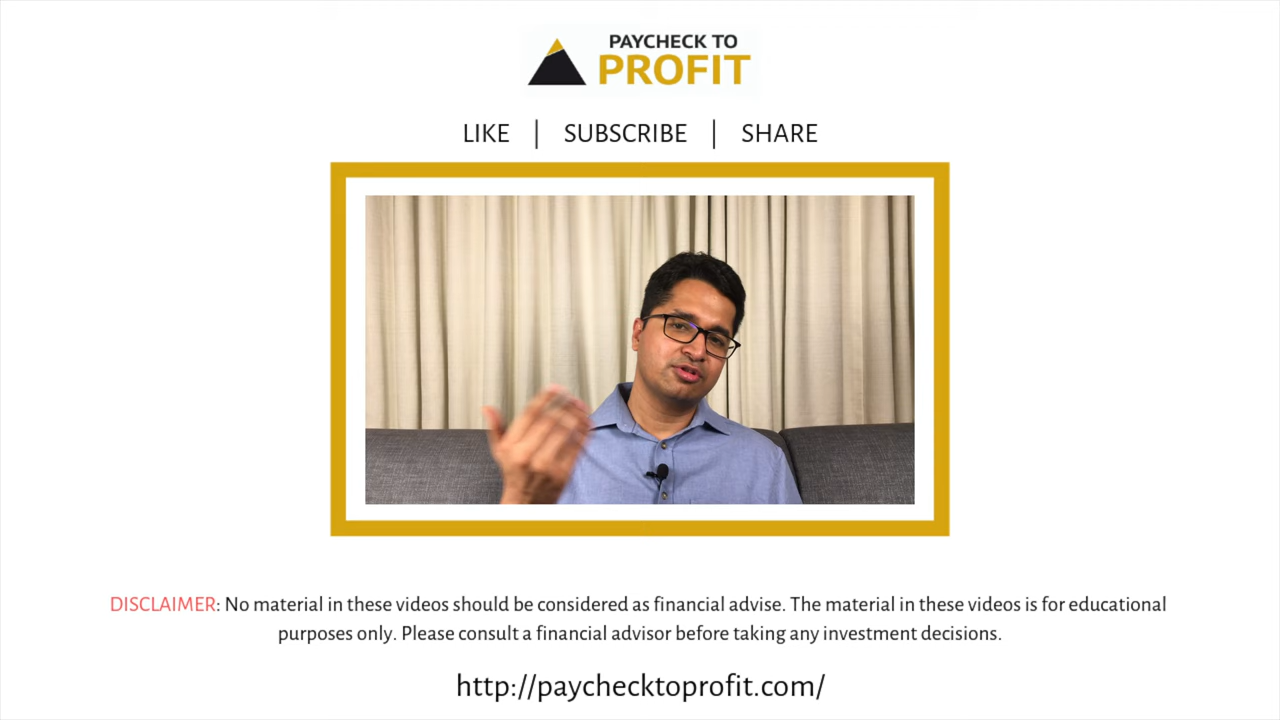 PAYCHECK TO
PROFIT
LIKE | SUBSCRIBE | SHARE
DISCLAIMER: No material in these videos should be considered as financial advise. The material in these videos is for educational
purposes only. Please consult a financial advisor before taking any investment decisions.
http://paychecktoprofit.com/